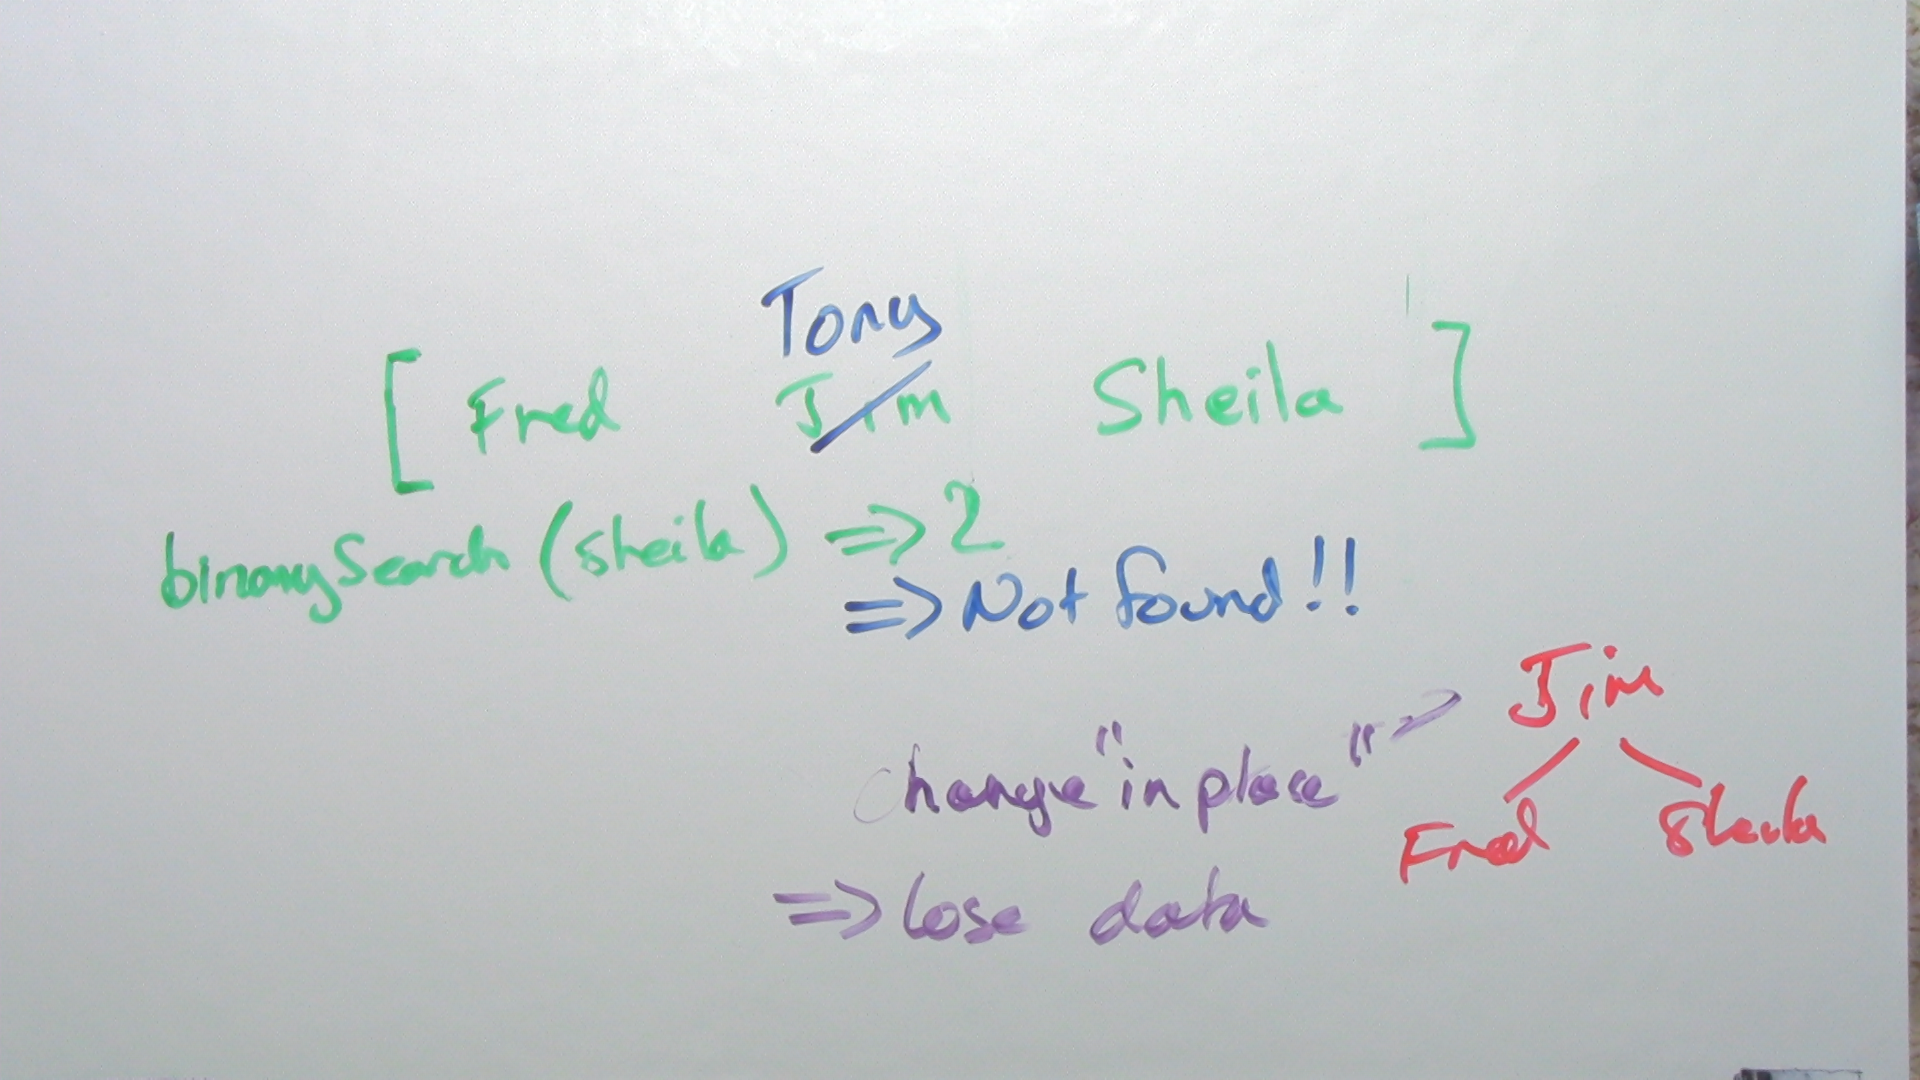 Tony
[ Fred Jim Sheila ]
binarySearch (sheila) => 2
=> Not found!!
Jim
change "in place"
Fred Sheila
=> lose data